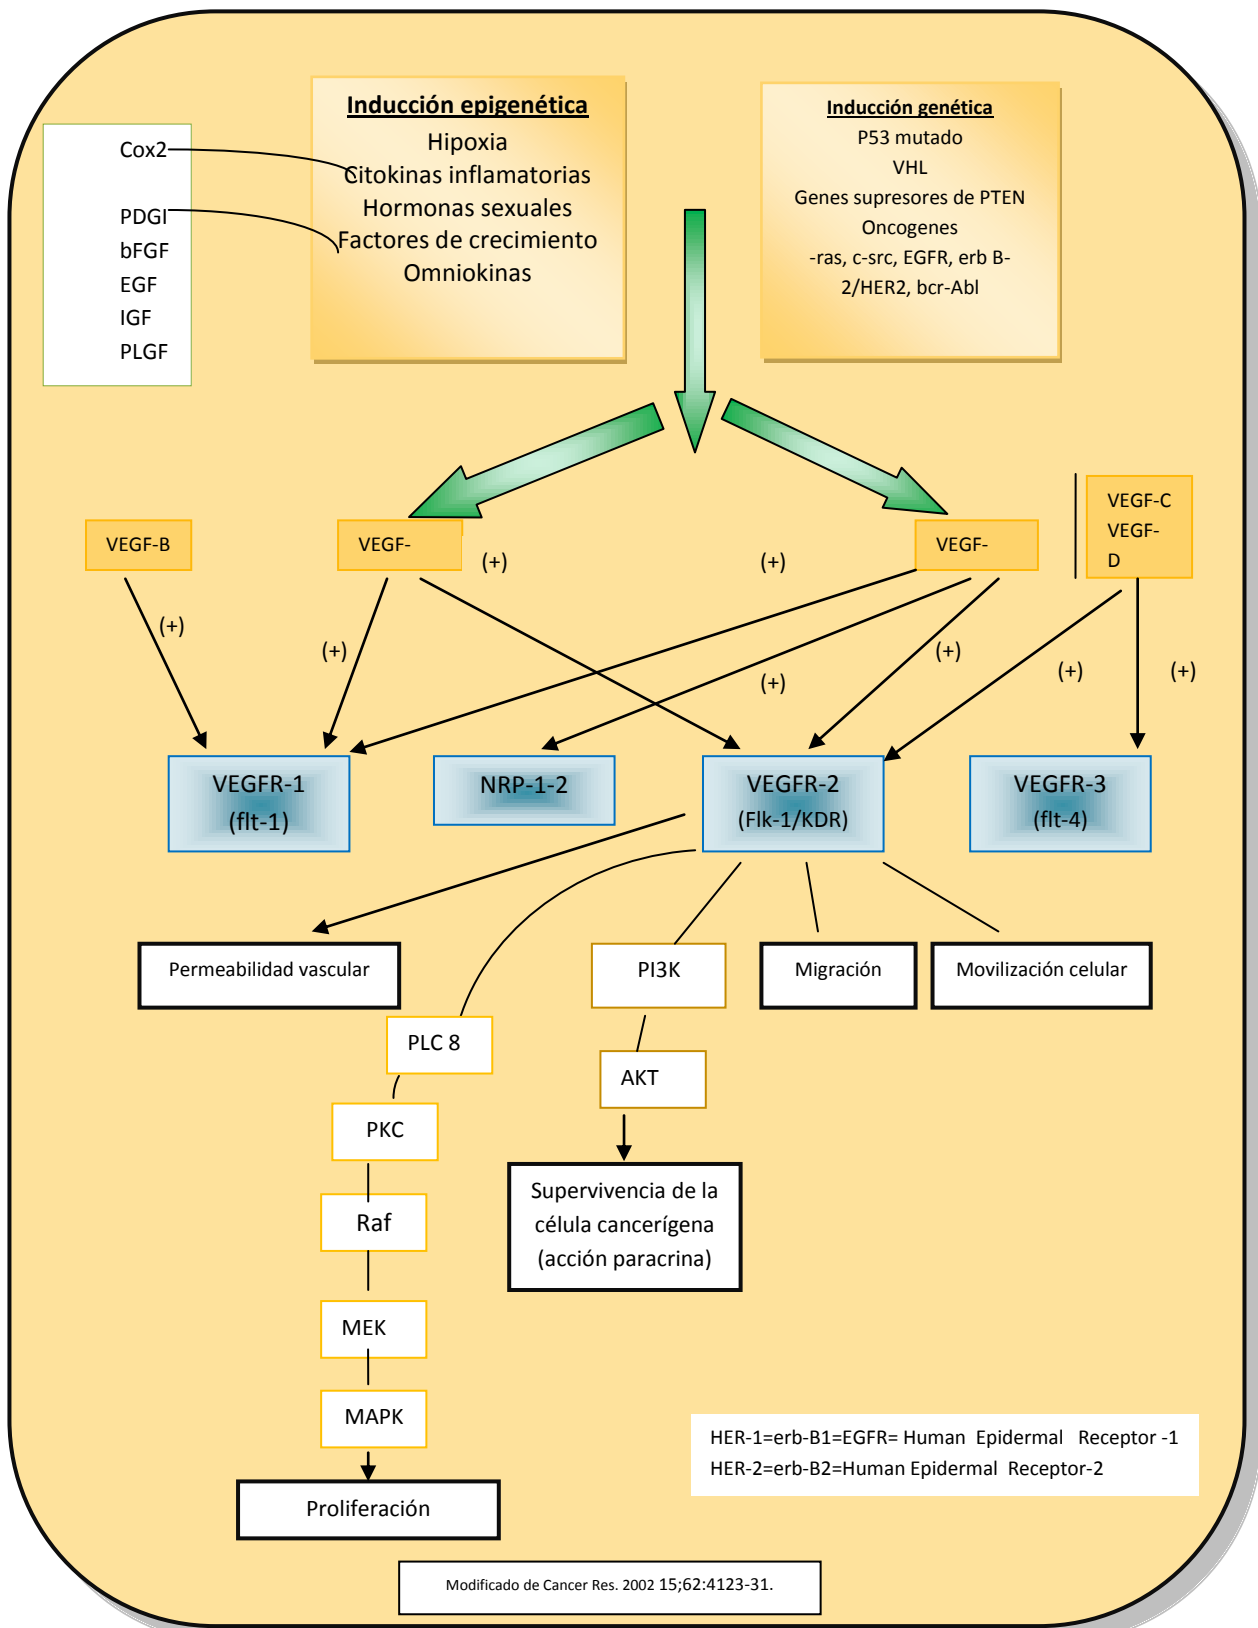 Cox2
PDGI
bFGF
EGF
IGF
PLGF
Inducción epigenética
Hipoxia
Citokinas inflamatorias
Hormonas sexuales
Factores de crecimiento
Omniokinas
Inducción genética
P53 mutado
VHL
Genes supresores de PTEN
Oncogenes
-ras, c-src, EGFR, erb B-
2/HER2, bcr-Abl
VEGF-B
VEGF-
(+)
(+)
VEGF-
VEGF-C
VEGF-
D
(+)
(+)
(+)
(+)
(+)
(+)
VEGFR-1
(flt-1)
NRP-1-2
VEGFR-2
(Flk-1/KDR)
VEGFR-3
(flt-4)
Permeabilidad vascular
PI3K
Migración
Movilización celular
PLC 8
AKT
PKC
Supervivencia de la
célula cancerígena
(acción paracrina)
Raf
MEK
MAPK
Proliferación
HER-1=erb-B1=EGFR= Human Epidermal Receptor -1
HER-2=erb-B2=Human Epidermal Receptor-2
Modificado de Cancer Res. 2002 15;62:4123-31.